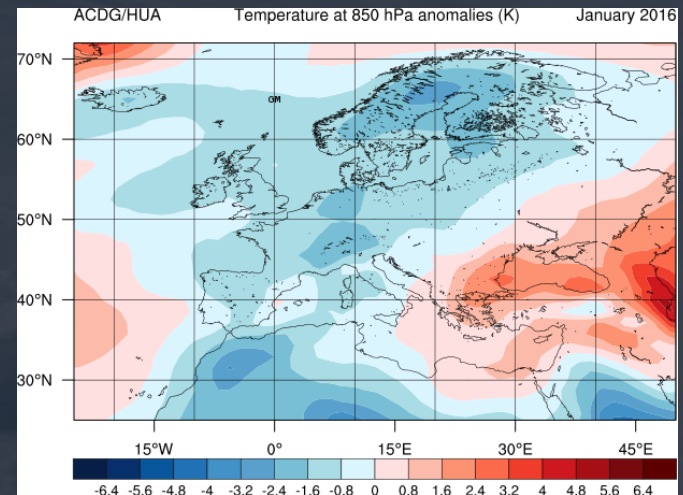 ACDG/HUA Temperature at 850 hPa anomalies (K) January 2016
70°N
GM
60°N
50°N
40°N
30°N
15°W 0° 15°E 30°E 45°E
-6.4 -5.6 -4.8 -4 -3.2 -2.4 -1.6 -0.8 0 0.8 1.6 2.4 3.2 4 4.8 5.6 6.4